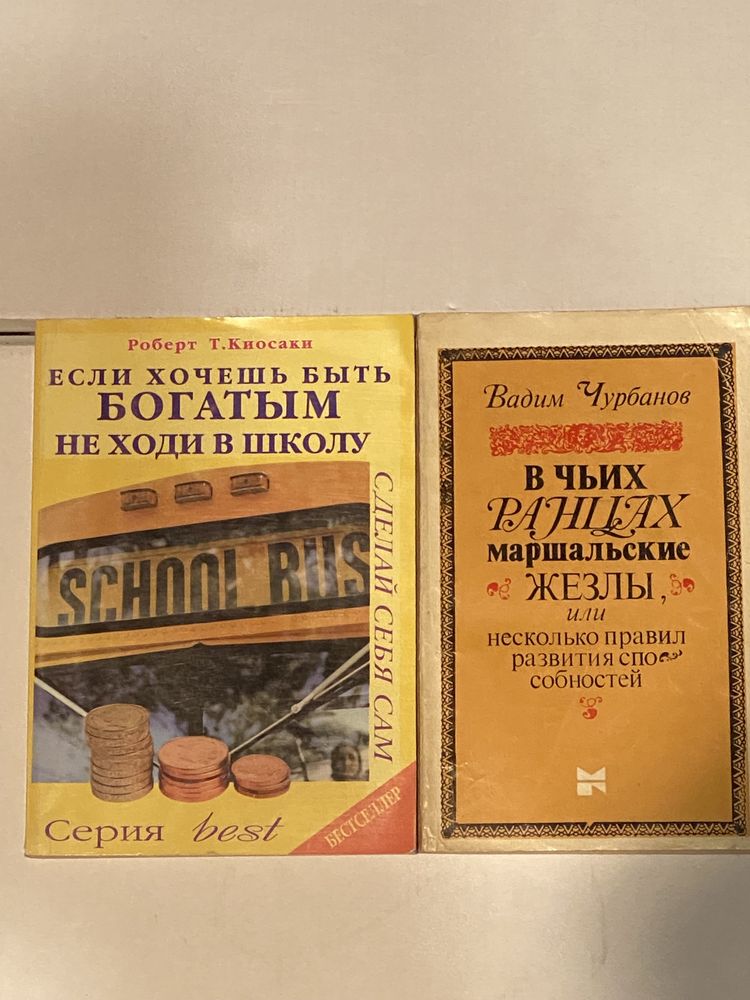 Роберт Т.Киосаки
ЕСЛИ ХОЧЕШЬ БЫТЬ
БОГАТЫМ
НЕ ХОДИ В ШКОЛУ
СДЕЛАЙ СЕБЯ САМ
SCHOOL BUS
Серия best
БЕСТСЕЛЛЕР
Вадим Чурбанов
В ЧЬИХ
РАНЦАХ
маршальские
ЖЕЗЛЫ,
или
несколько правил
развития спо-
собностей